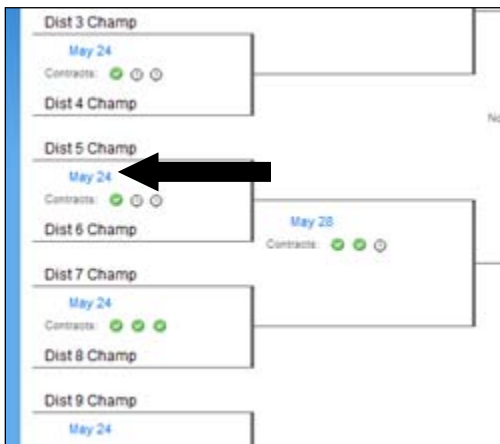 Dist 3 Champ
May 24
Contracts:
Dist 4 Champ
No
Dist 5 Champ
May 24
Contracts:
Dist 6 Champ
May 28
Contracts:
Dist 7 Champ
May 24
Contracts:
Dist 8 Champ
Dist 9 Champ
May 24